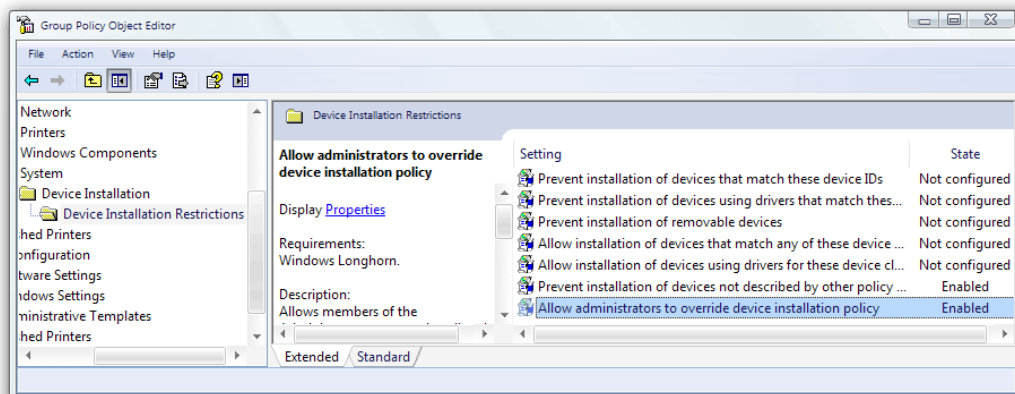 Group Policy Object Editor
File Action View Help
Network
Printers
Windows Components
System
Device Installation
Device Installation Restrictions
hed Printers
onfiguration
tware Settings
ndows Settings
ministrative Templates
hed Printers
Device Installation Restrictions
Allow administrators to override
device installation policy
Display Properties
Requirements:
Windows Longhorn.
Description:
Allows members of the
Setting State
Prevent installation of devices that match these device IDs Not configured
Prevent installation of devices using drivers that match thes... Not configured
Prevent installation of removable devices Not configured
Allow installation of devices that match any of these device ... Not configured
Allow installation of devices using drivers for these device cl... Not configured
Prevent installation of devices not described by other policy ... Enabled
Allow administrators to override device installation policy Enabled
Extended Standard